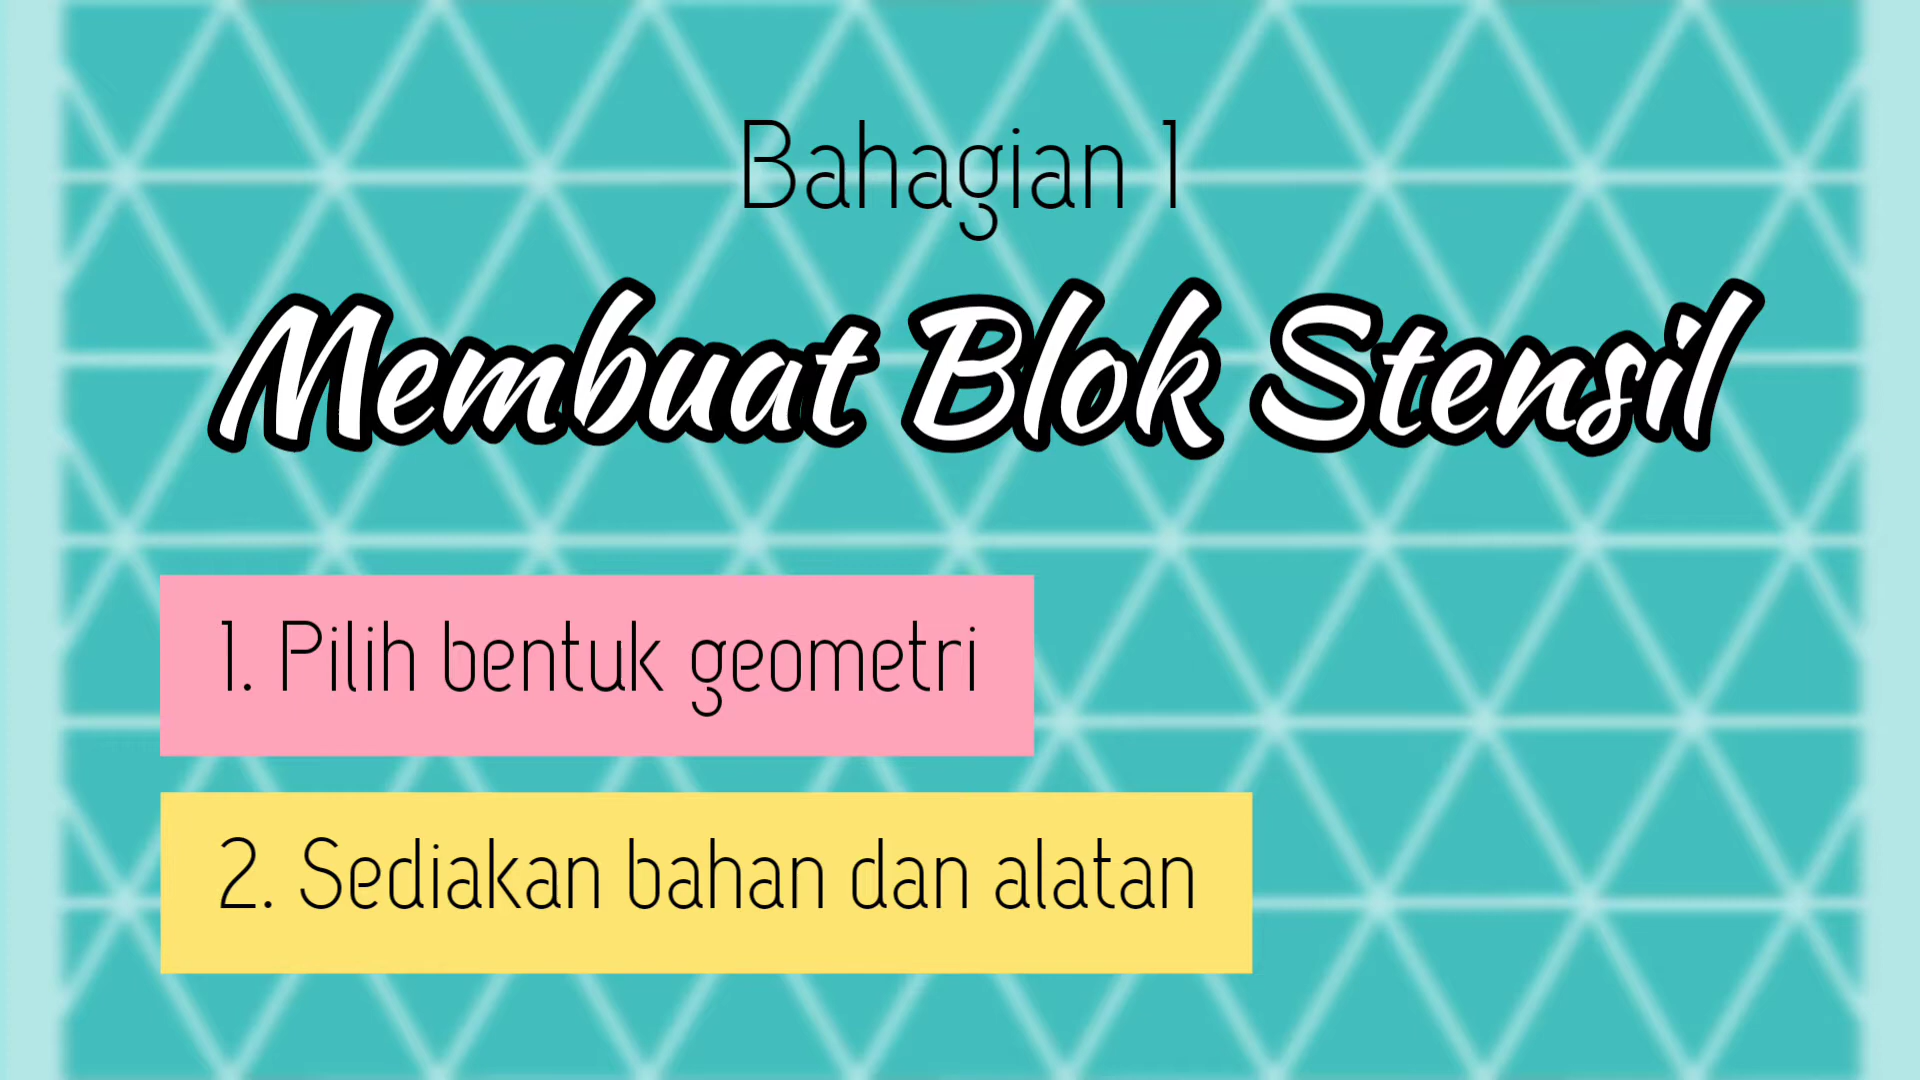 Bahagian 1
Membuat Blok Stensil
1. Pilih bentuk geometri
2. Sediakan bahan dan alatan